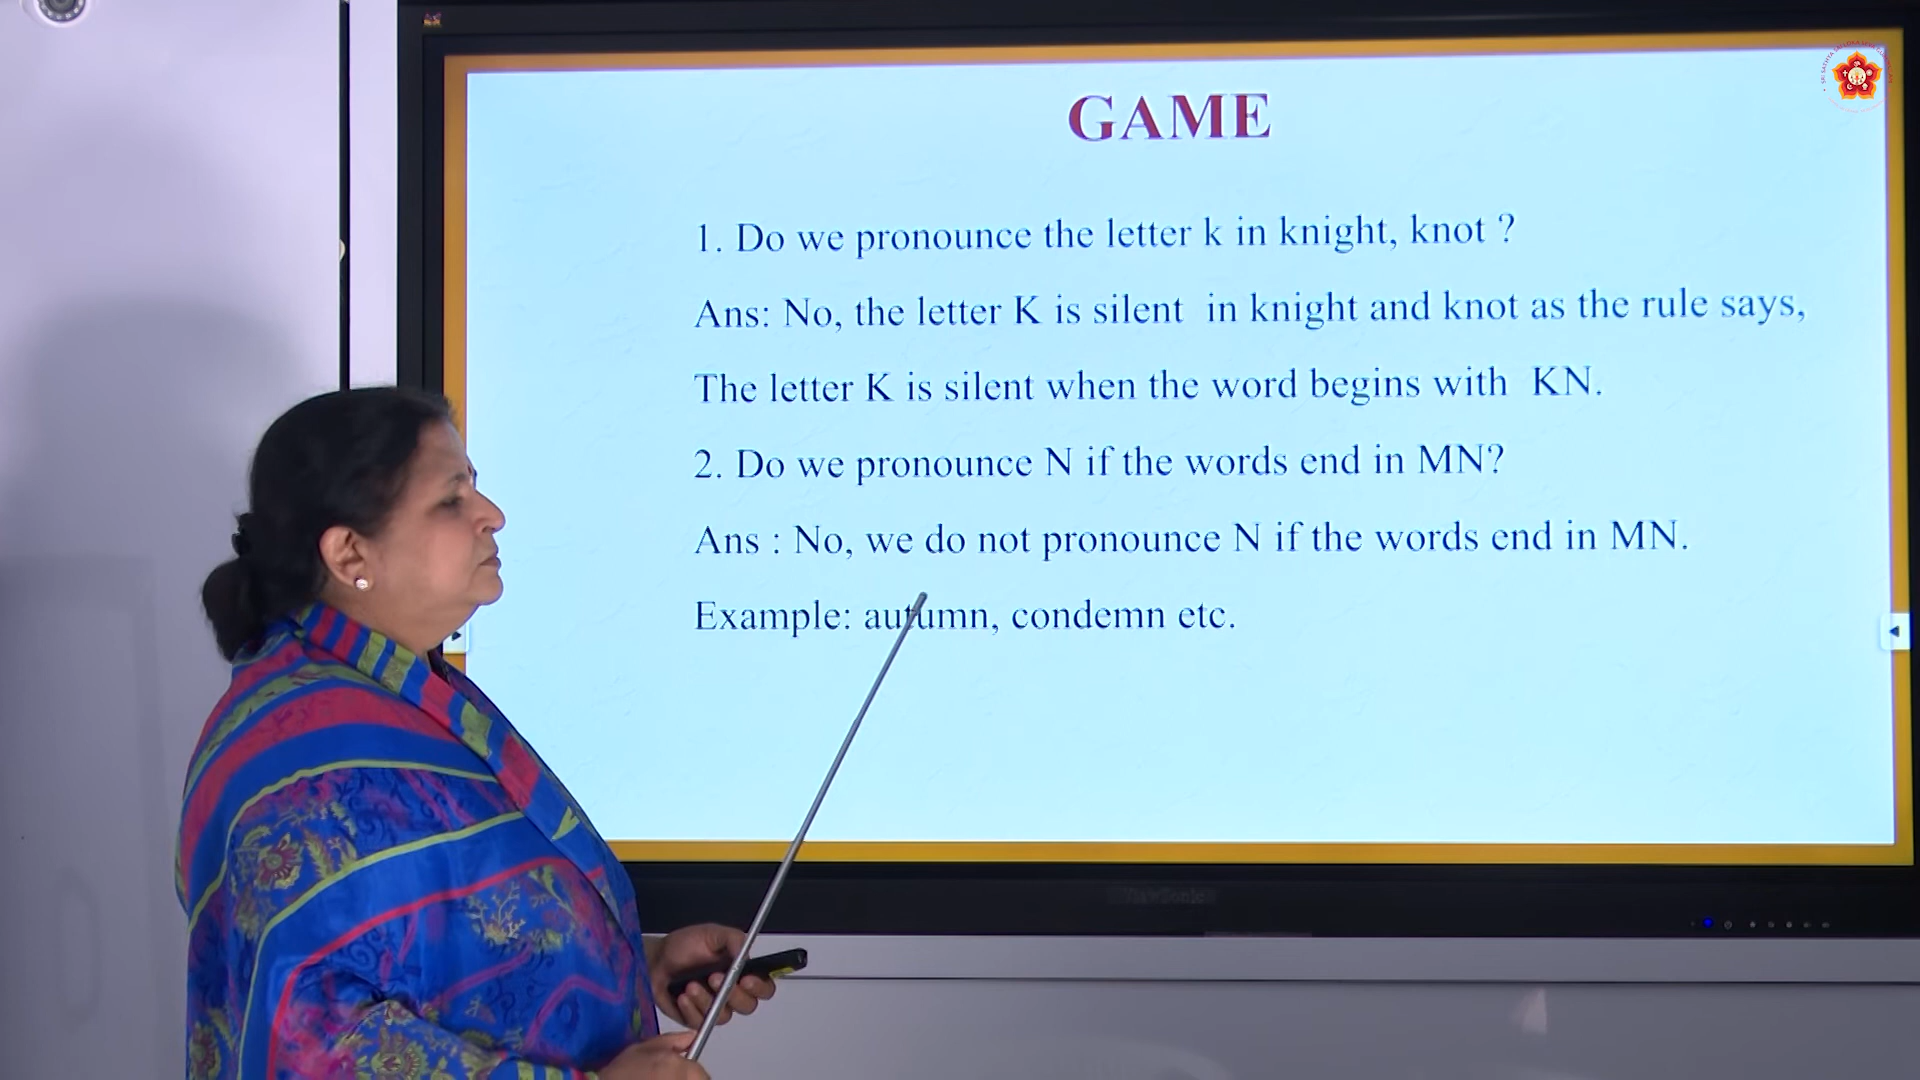 GAME
1. Do we pronounce the letter k in knight, knot ?
Ans: No, the letter K is silent in knight and knot as the rule says,
The letter K is silent when the word begins with KN.
2. Do we pronounce N if the words end in MN?
Ans : No, we do not pronounce N if the words end in MN.
Example: autumn, condemn etc.
ViewSonic